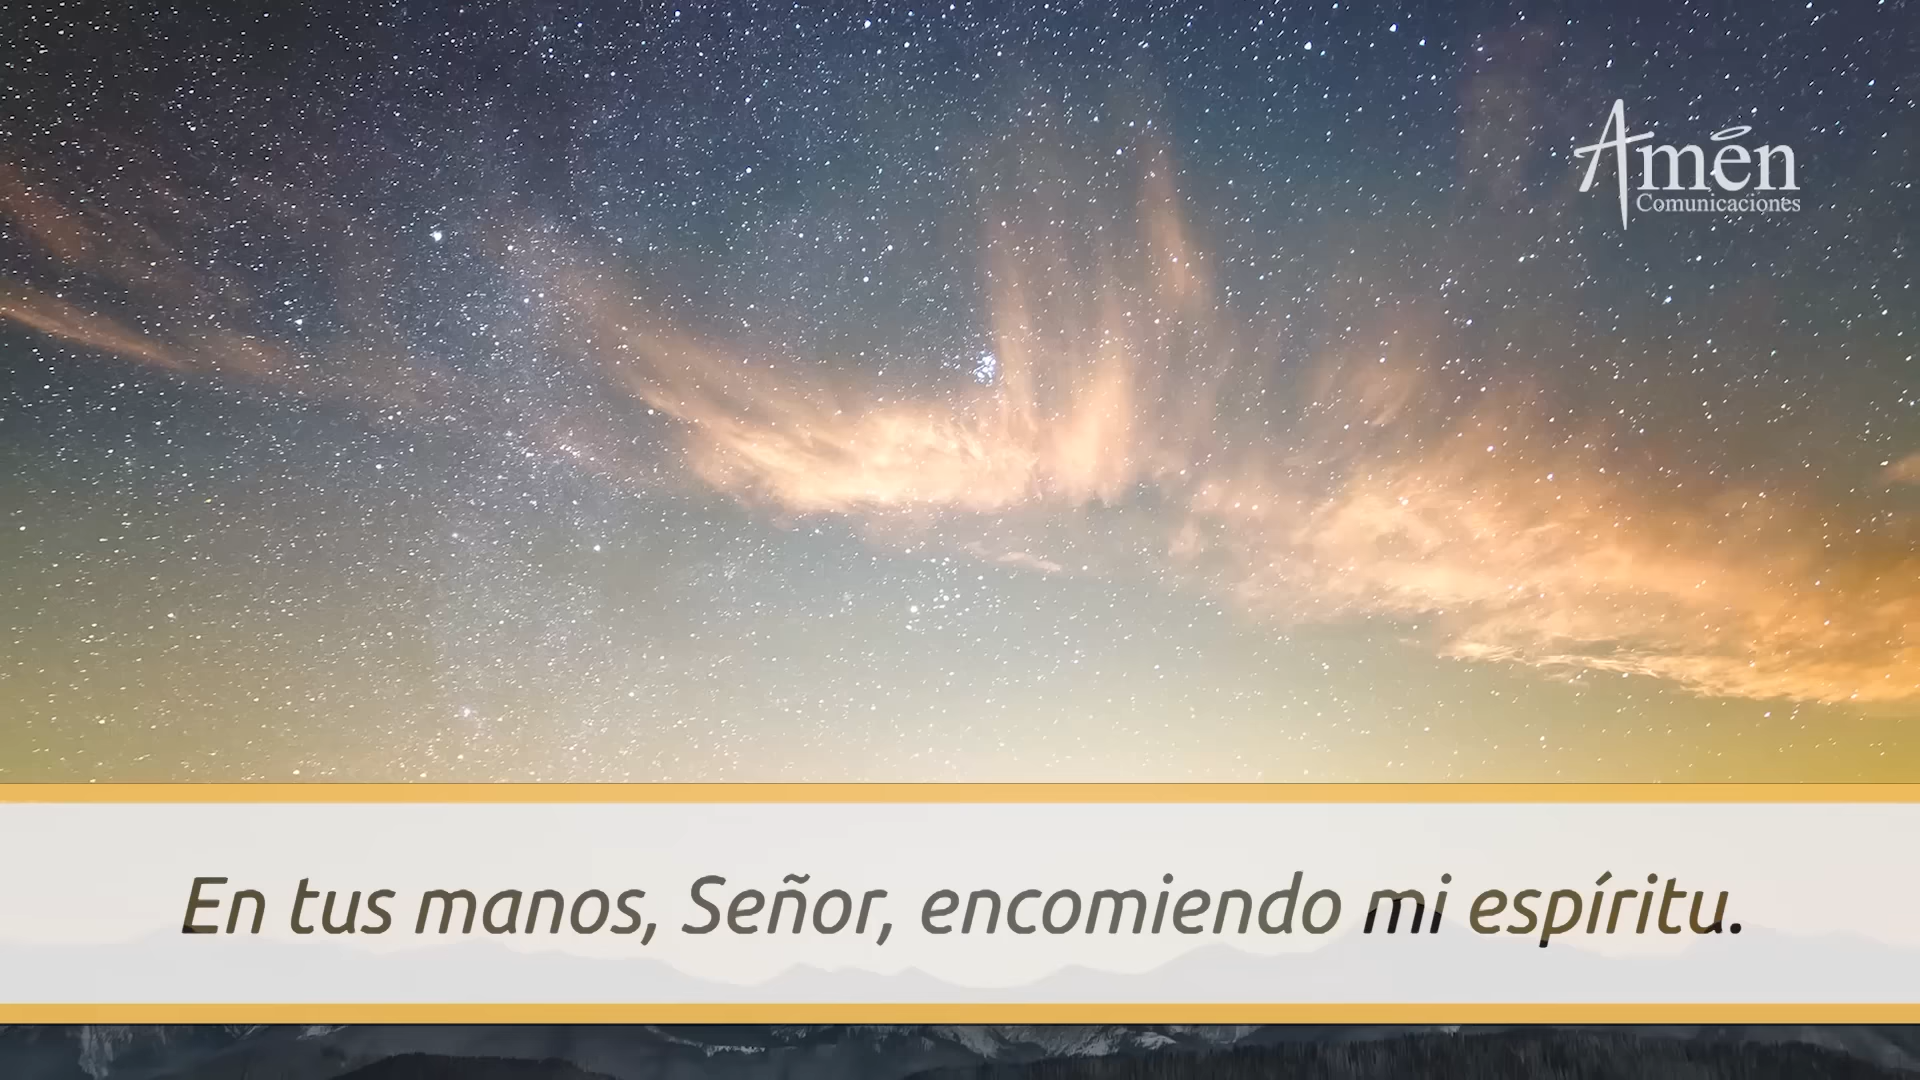 Amén
Comunicaciones
En tus manos, Señor, encomiendo mi espíritu.